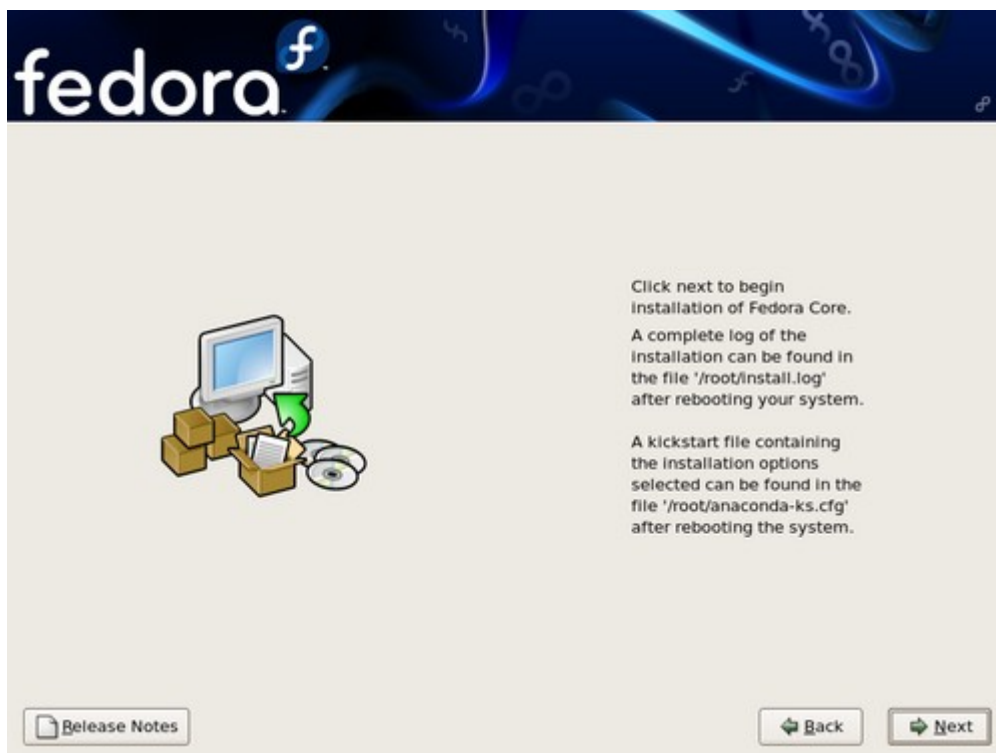 fedora
Click next to begin
installation of Fedora Core.
A complete log of the
installation can be found in
the file '/root/install.log'
after rebooting your system.
A kickstart file containing
the installation options
selected can be found in the
file '/root/anaconda-ks.cfg'
after rebooting the system.
Release Notes
Back
Next